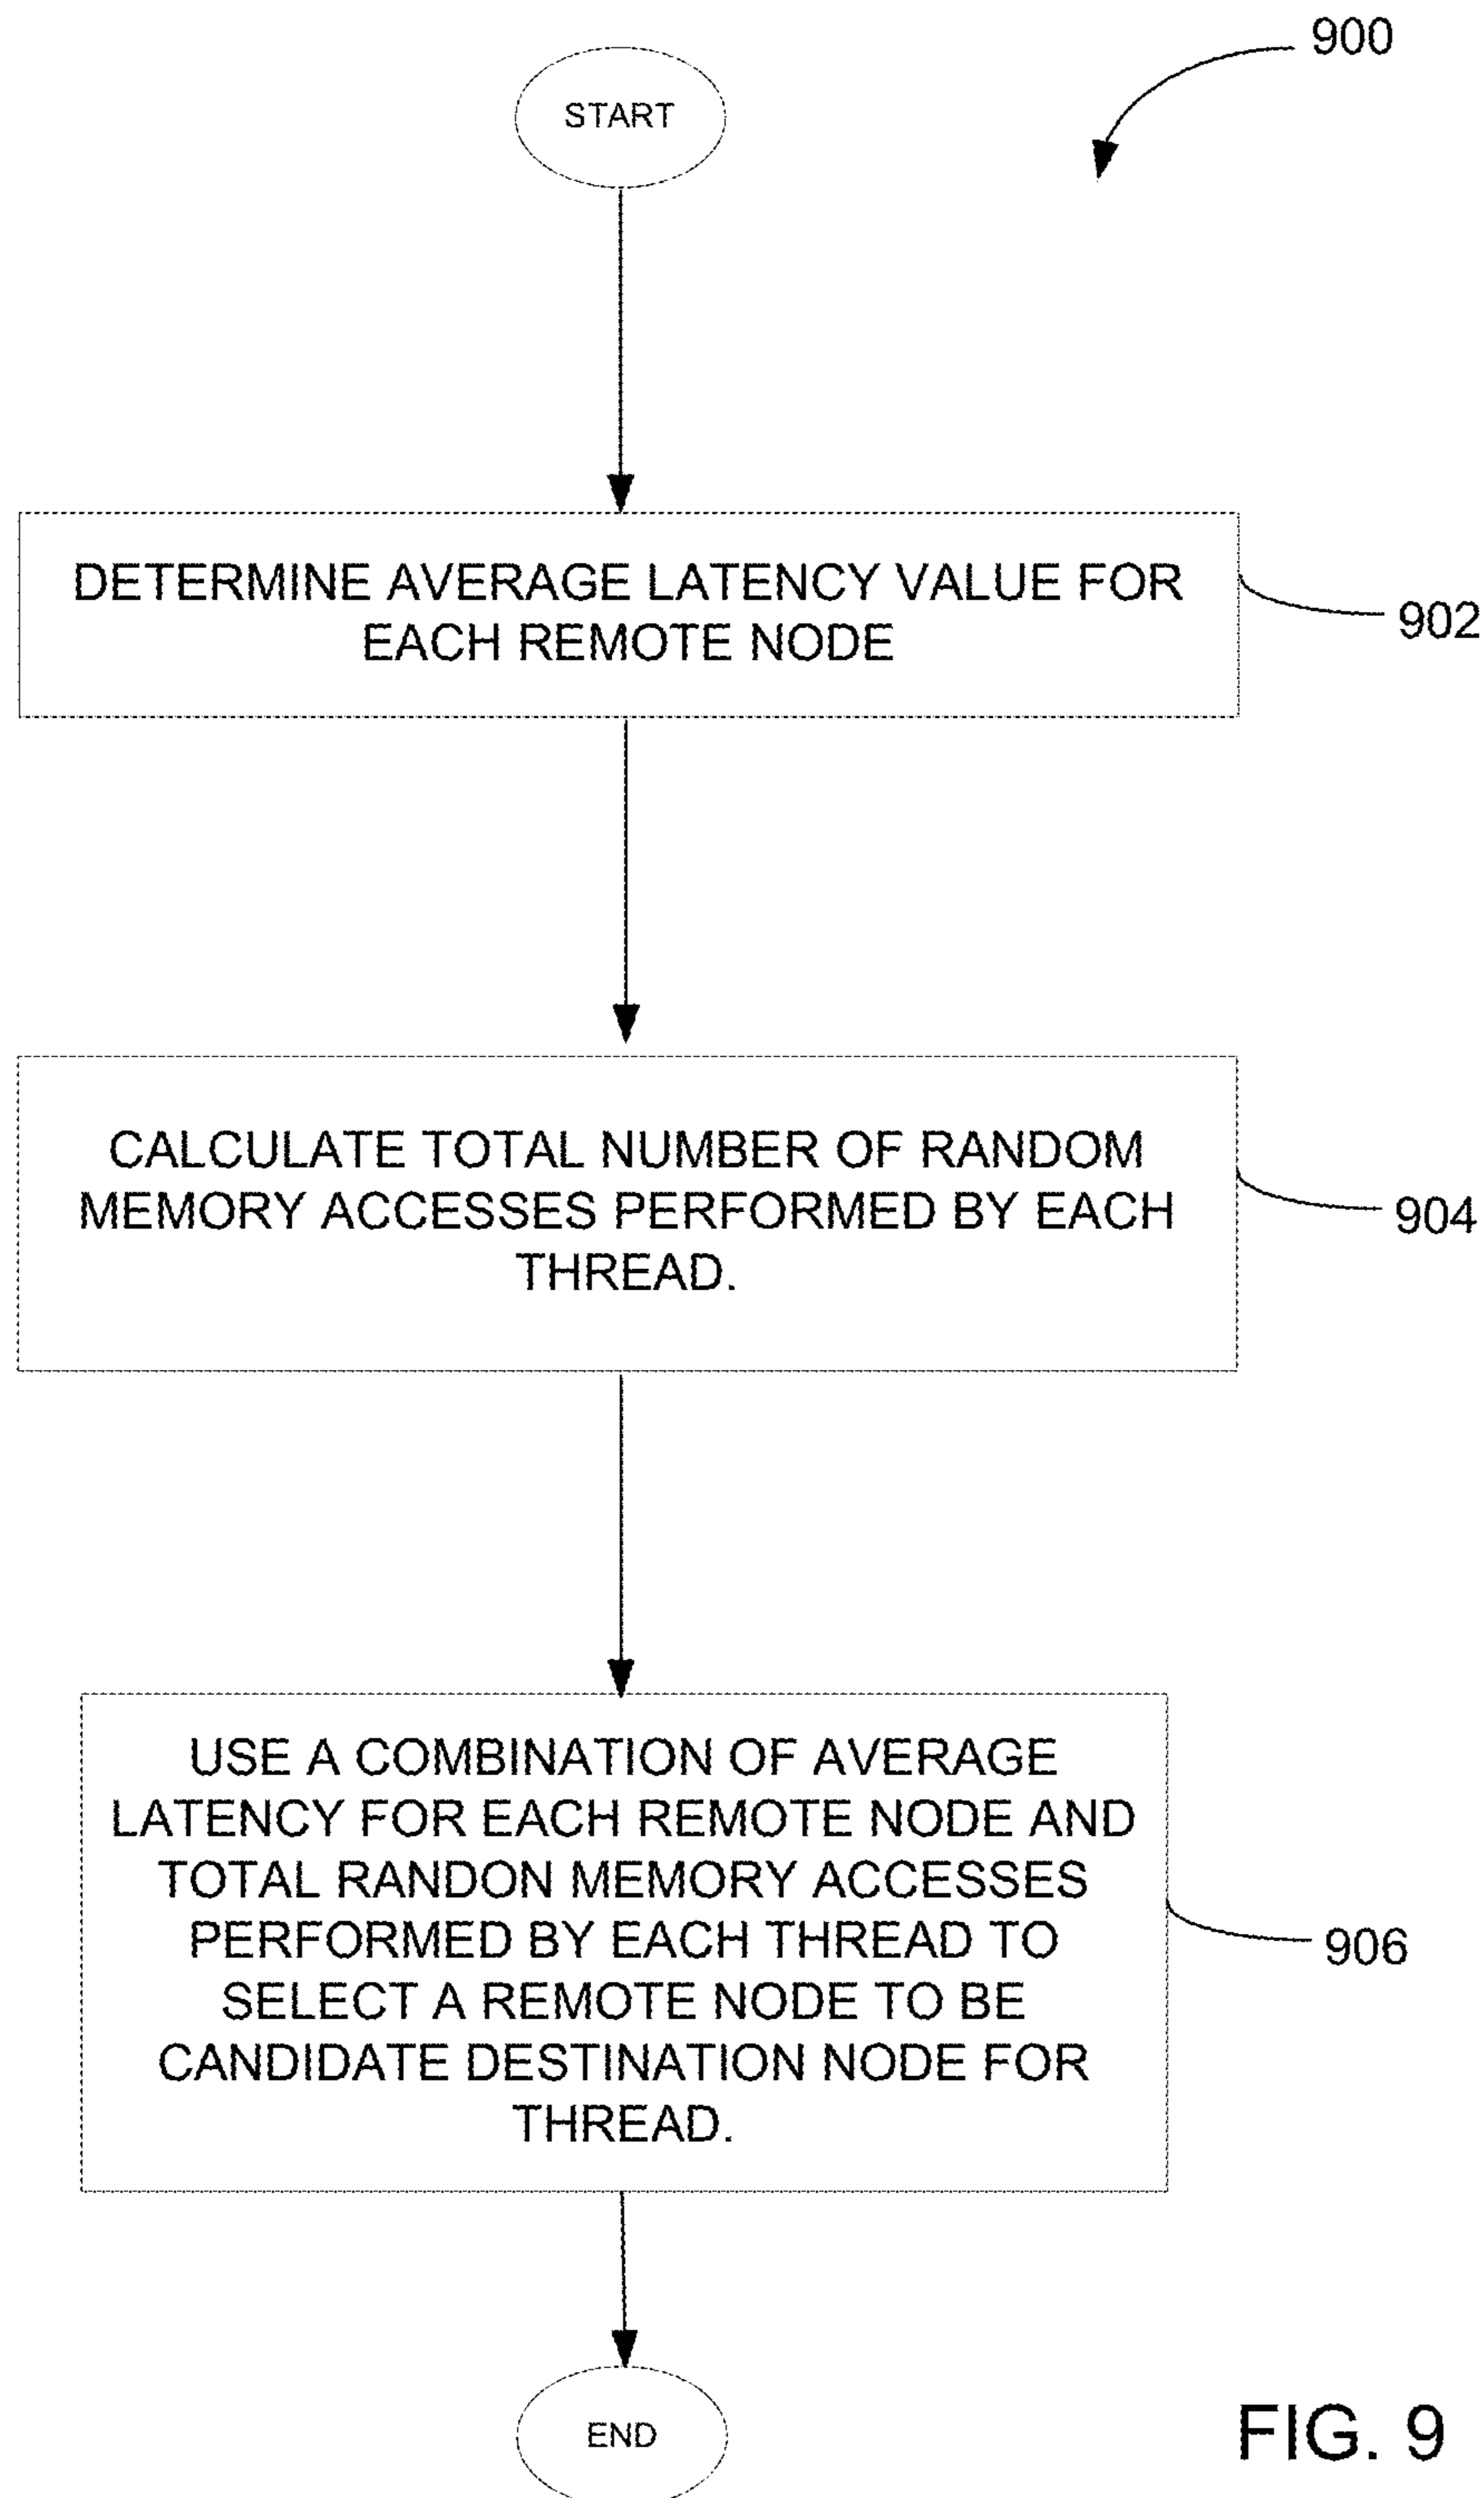 900
START
DETERMINE AVERAGE LATENCY VALUE FOR
EACH REMOTE NODE
902
CALCULATE TOTAL NUMBER OF RANDOM
MEMORY ACCESSES PERFORMED BY EACH
THREAD.
904
USE A COMBINATION OF AVERAGE
LATENCY FOR EACH REMOTE NODE AND
TOTAL RANDON MEMORY ACCESSES
PERFORMED BY EACH THREAD TO
SELECT A REMOTE NODE TO BE
CANDIDATE DESTINATION NODE FOR
THREAD.
906
END
FIG. 9